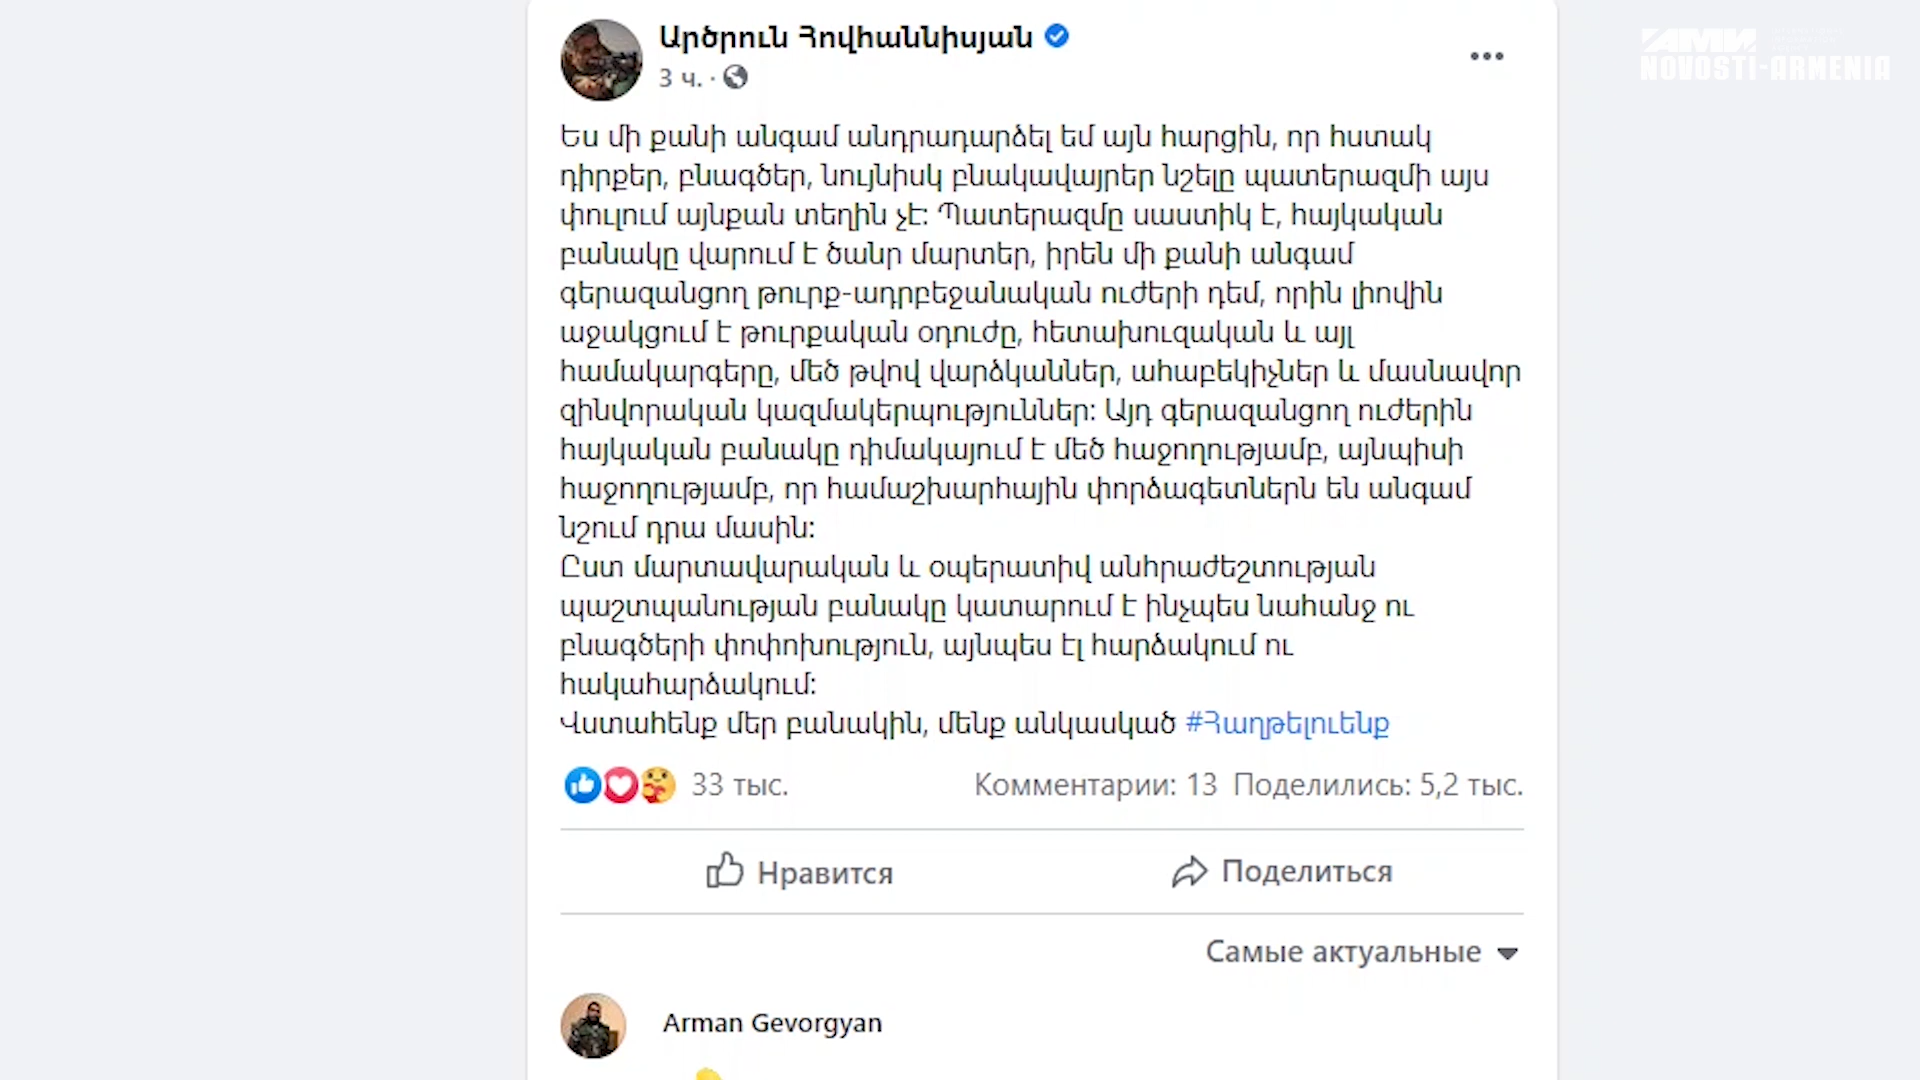 Արծրուն Հովհաննիսյան
3 ч. ·
АМИ
NOVOSTI-ARMENIA
Ես մի քանի անգամ անդրադարձել եմ այն հարցին, որ հստակ
դիրքեր, բնագծեր, նույնիսկ բնակավայրեր նշելը պատերազմի այս
փուլում այնքան տեղին չէ: Պատերազմը սաստիկ է, հայկական
բանակը վարում է ծանր մարտեր, իրեն մի քանի անգամ
գերազանցող թուրք-ադրբեջանական ուժերի դեմ, որին լիովին
աջակցում է թուրքական օդուժը, հետախուզական և այլ
համակարգերը, մեծ թվով վարձկաններ, ահաբեկիչներ և մասնավոր
զինվորական կազմակերպություններ: Այդ գերազանցող ուժերին
հայկական բանակը դիմակայում է մեծ հաջողությամբ, այնպիսի
հաջողությամբ, որ համաշխարհային փորձագետներն են անգամ
նշում դրա մասին:
Ըստ մարտավարական և օպերատիվ անհրաժեշտության
պաշտպանության բանակը կատարում է ինչպես նահանջ ու
բնագծերի փոփոխություն, այնպես էլ հարձակում ու
հակահարձակում:
Վստահենք մեր բանակին, մենք անկասկած #Հաղթելուենք
33 тыс. Комментарии: 13 Поделились: 5,2 тыс.
Нравится Поделиться
Самые актуальные
Arman Gevorgyan